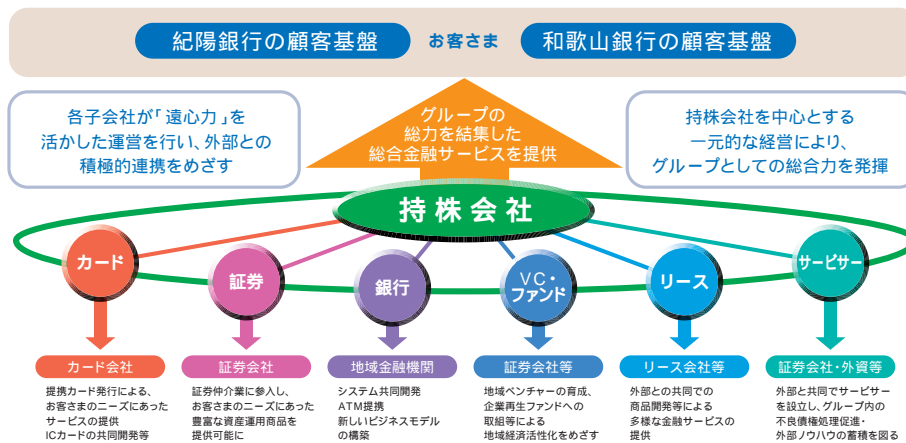 紀陽銀行の顧客基盤 お客さま 和歌山銀行の顧客基盤
各子会社が「遠心力」を
活かした運営を行い、外部との
積極的連携をめざす
グループの
総力を結集した
総合金融サービスを提供
持株会社を中心とする
一元的な経営により、
グループとしての総合力を発揮
持株会社
カード
証券
銀行
VC・
ファンド
リース
サービサー
カード会社
提携カード発行による、
お客さまのニーズにあった
サービスの提供
ICカードの共同開発等
証券会社
証券仲介業に参入し、
お客さまのニーズにあった
豊富な資産運用商品を
提供可能に
地域金融機関
システム共同開発
ATM提携
新しいビジネスモデル
の構築
証券会社等
地域ベンチャーの育成、
企業再生ファンドへの
取組等による
地域経済活性化をめざす
リース会社等
外部との共同での
商品開発等による
多様な金融サービスの
提供
証券会社・外資等
外部と共同でサービサー
を設立し、グループ内の
不良債権処理促進・
外部ノウハウの蓄積を図る